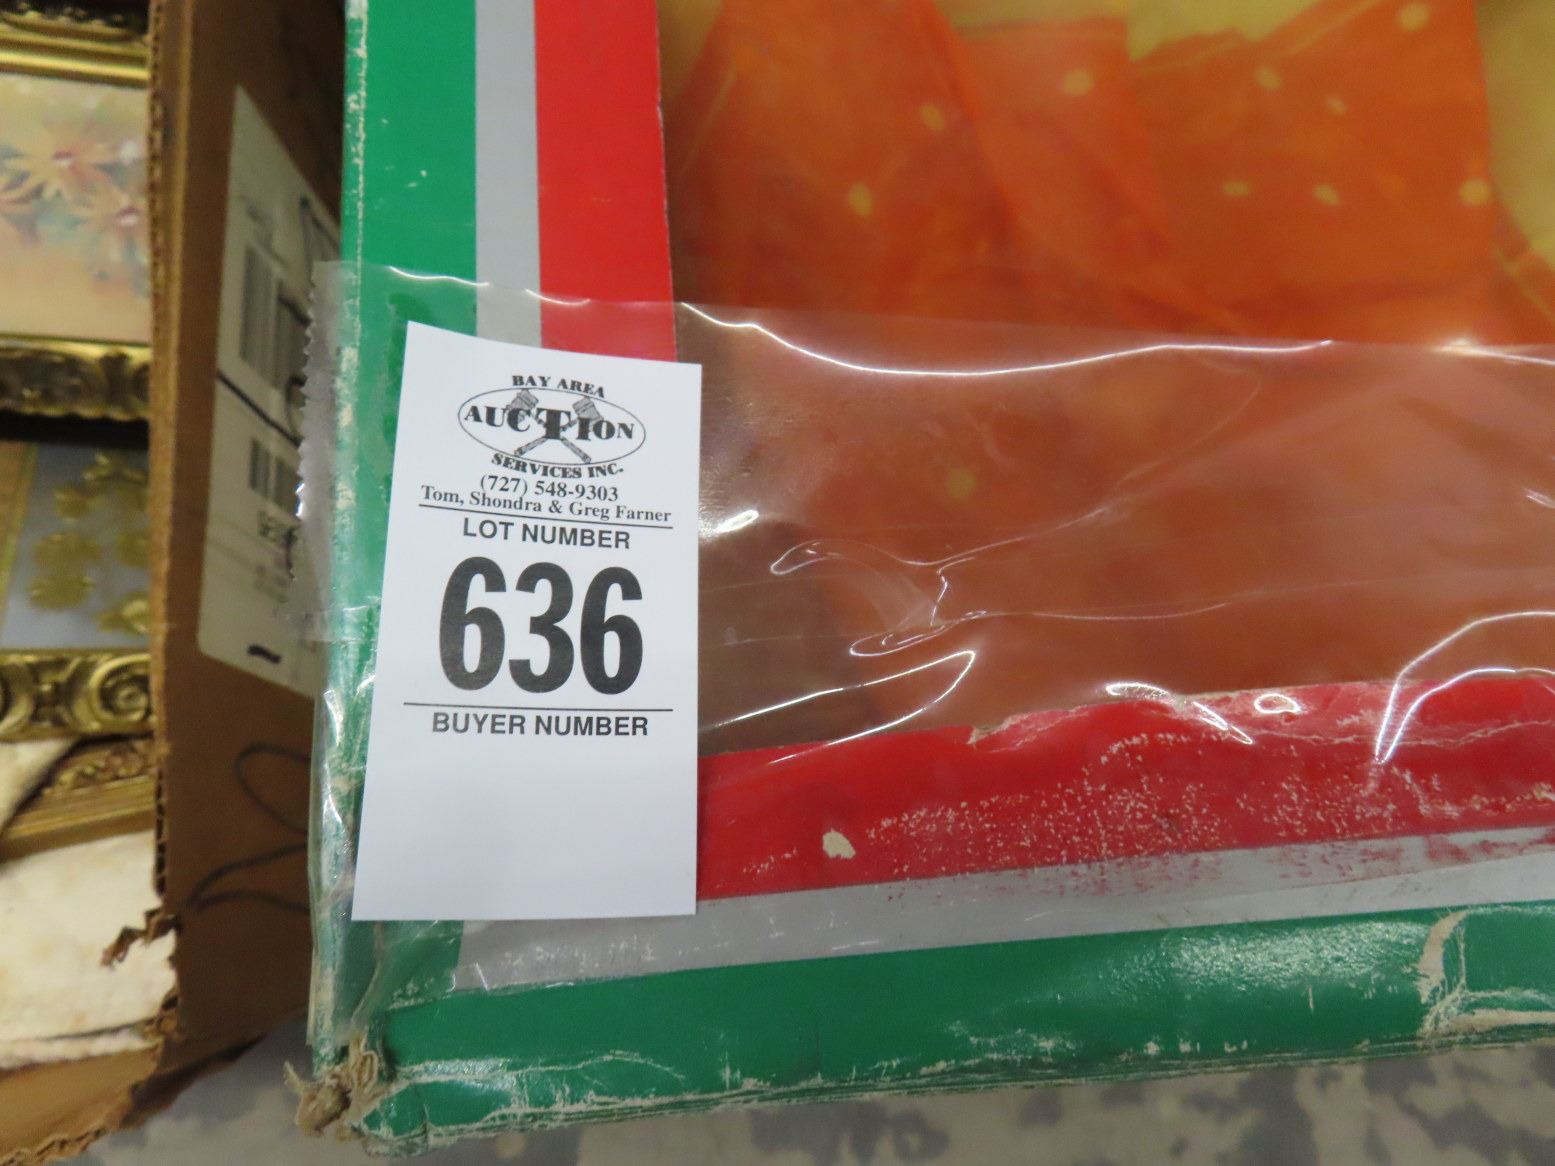 BAY AREA
AUCTION
SERVICES INC.
(727) 548-9303
Tom, Shondra & Greg Farner
LOT NUMBER
636
BUYER NUMBER